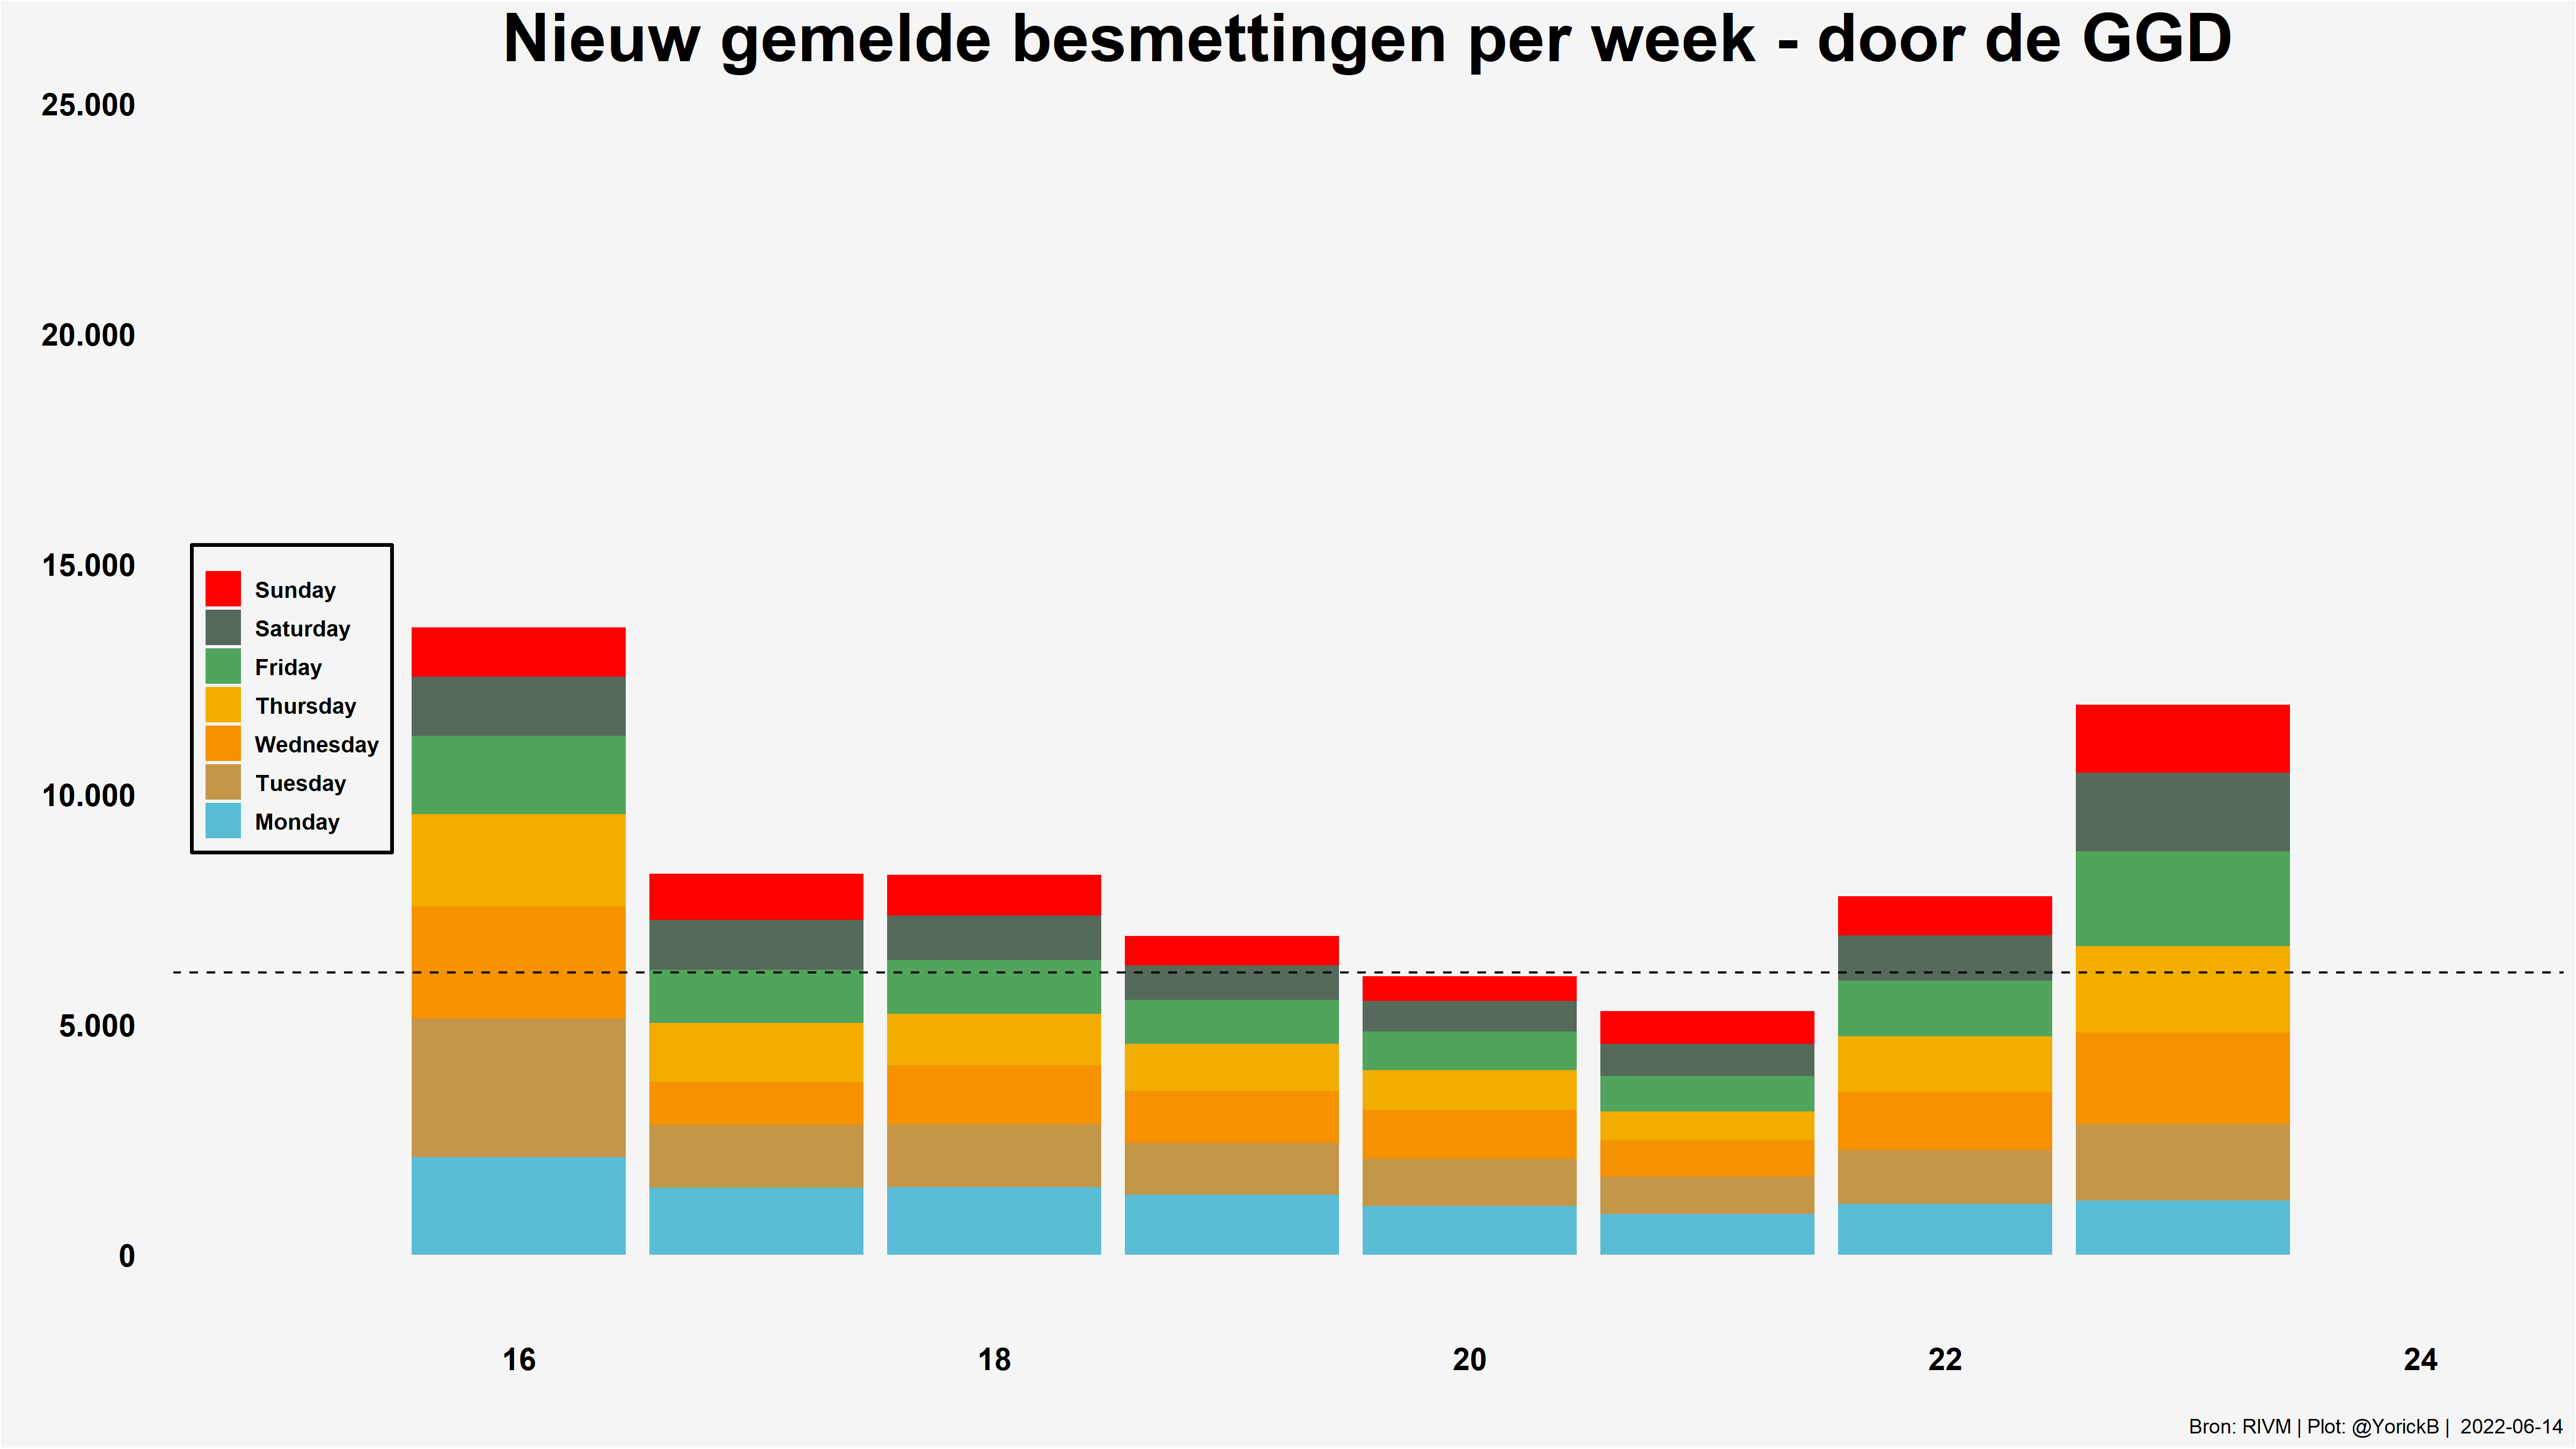 Nieuw gemelde besmettingen per week - door de GGD
25.000
20.000
15.000
10.000
5.000
0
Sunday
Saturday
Friday
Thursday
Wednesday
Tuesday
Monday
16 18 20 22 24
Bron: RIVM | Plot: @YorickB | 2022-06-14